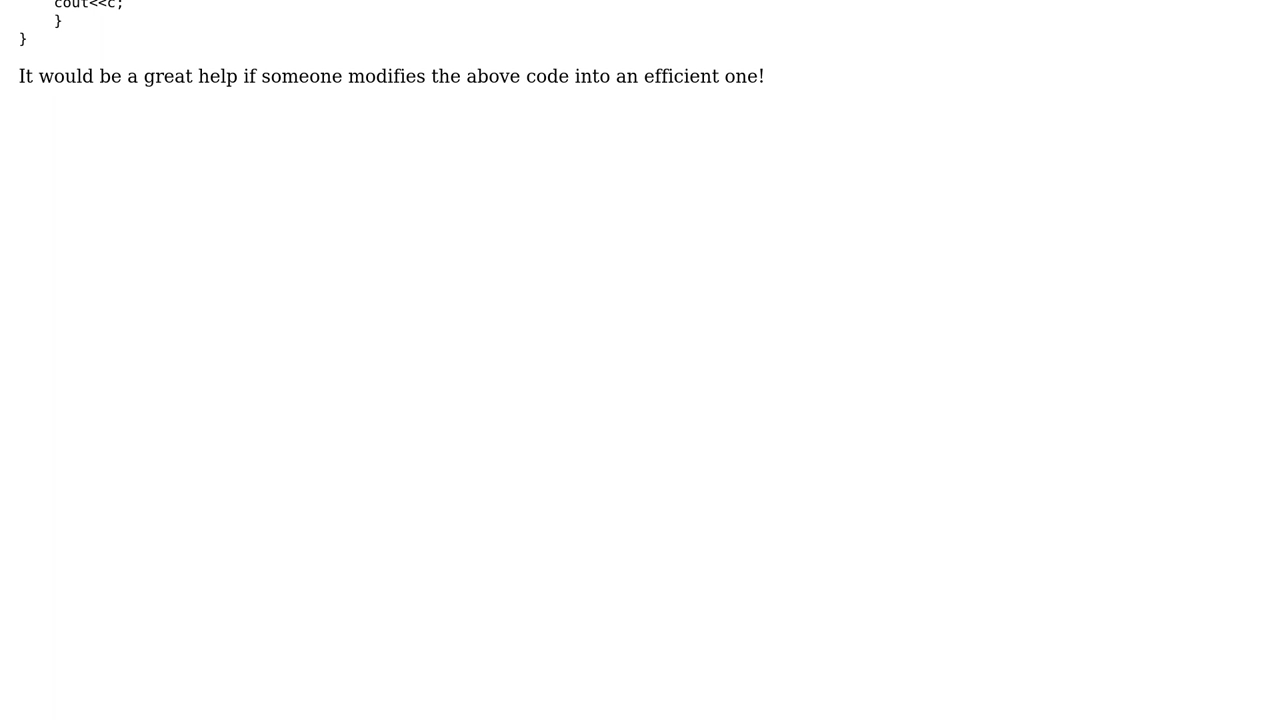 cout<<c;
}
}
It would be a great help if someone modifies the above code into an efficient one!